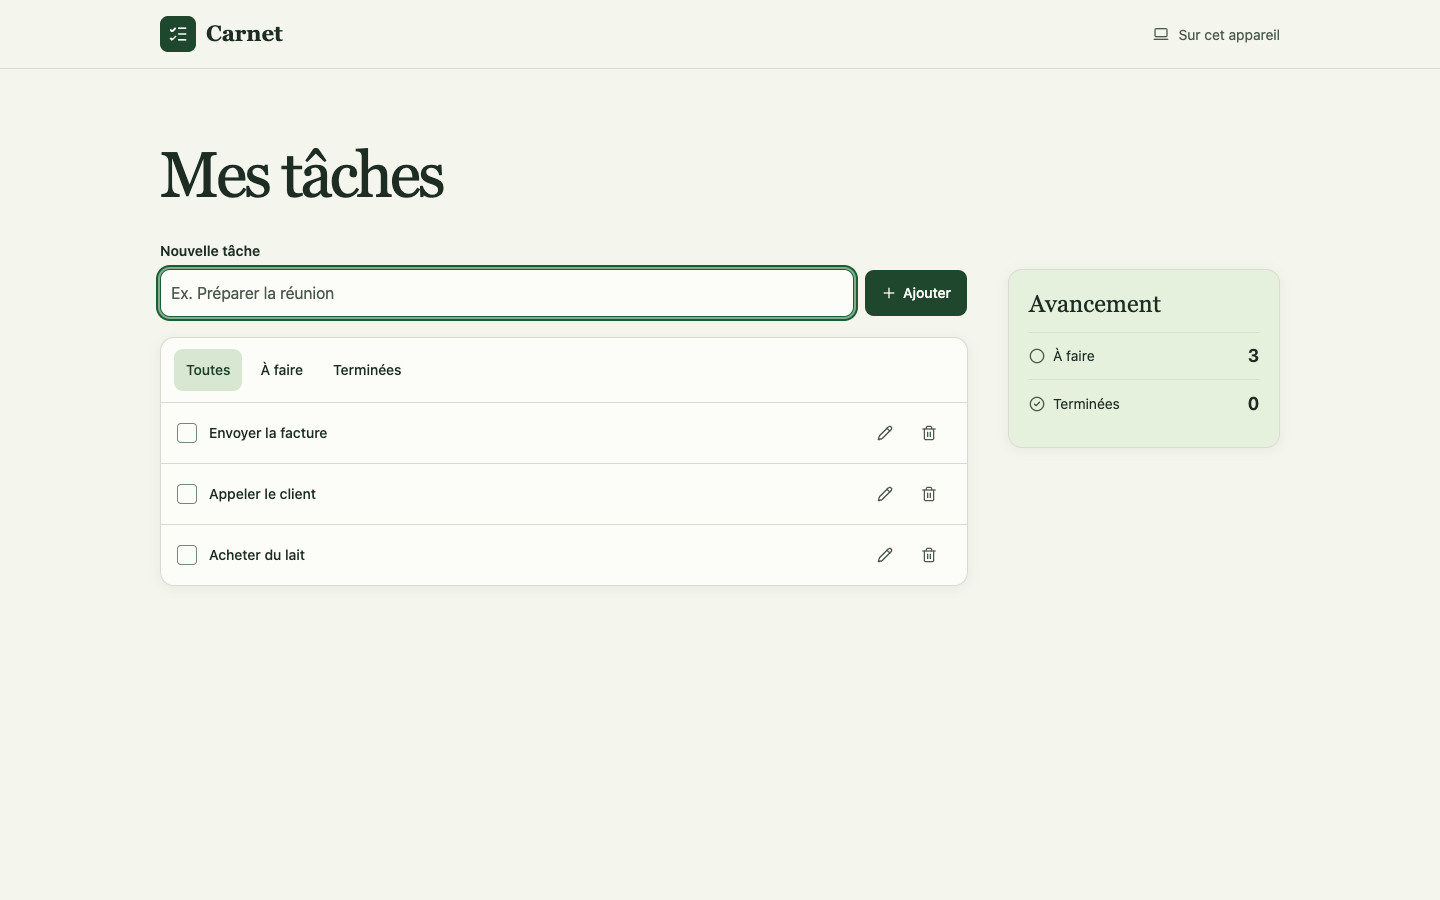 Carnet
Sur cet appareil
Mes tâches
Nouvelle tâche
Ex. Préparer la réunion
Ajouter
Toutes
À faire
Terminées
Envoyer la facture
Appeler le client
Acheter du lait
Avancement
À faire 3
Terminées 0